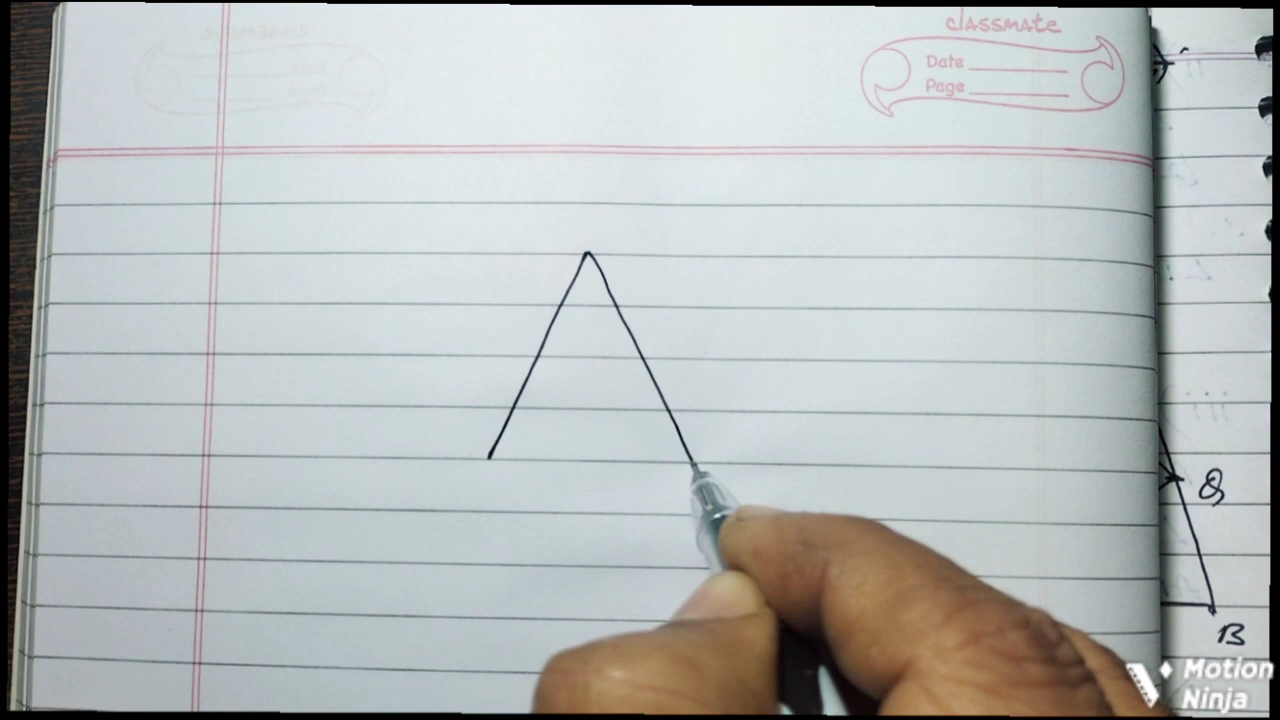 classmate
Date
Page
Q
B
Motion
Ninja